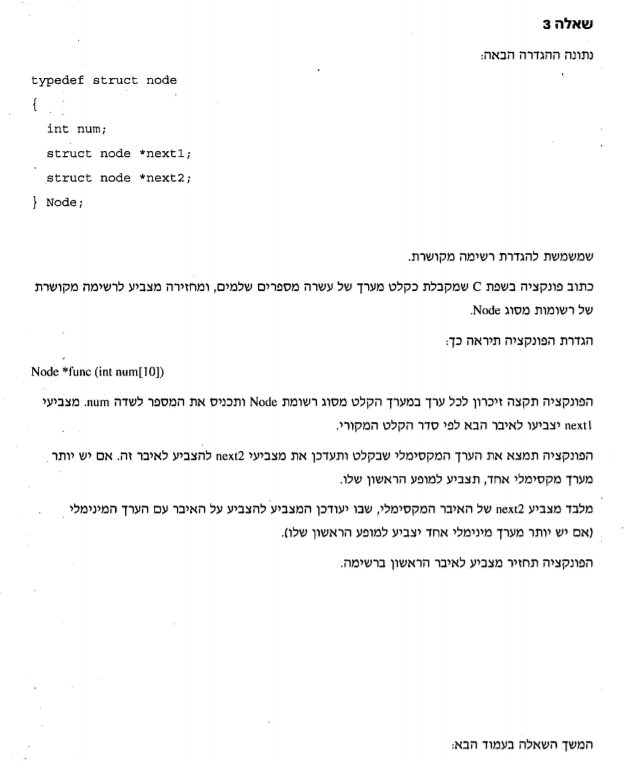 שאלה 3
נתונה ההגדרה הבאה:
typedef struct node
{
int num;
struct node *next1;
struct node *next2;
} Node;
שמשמשת להגדרת רשימה מקושרת.
כתוב פונקציה בשפת C שמקבלת כקלט מערך של עשרה מספרים שלמים, ומחזירה מצביע לרשימה מקושרת
של רשומות מסוג Node.
הגדרת הפונקציה תיראה כך:
Node *func (int num[10])
הפונקציה תקצה זיכרון לכל ערך במערך הקלט מסוג רשומת Node ותכניס את המספר לשדה num. מצביעי
next1 יצביעו לאיבר הבא לפי סדר הקלט המקורי.
הפונקציה תמצא את הערך המקסימלי שבקלט ותעדכן את מצביעי next2 להצביע לאיבר זה. אם יש יותר
מערך מקסימלי אחד, תצביע למופע הראשון שלו.
מלבד מצביע next2 של האיבר המקסימלי, שבו יעודכן המצביע להצביע על האיבר עם הערך המינימלי
(אם יש יותר מערך מינימלי אחד יצביע למופע הראשון שלו).
הפונקציה תחזיר מצביע לאיבר הראשון ברשימה.
המשך השאלה בעמוד הבא: